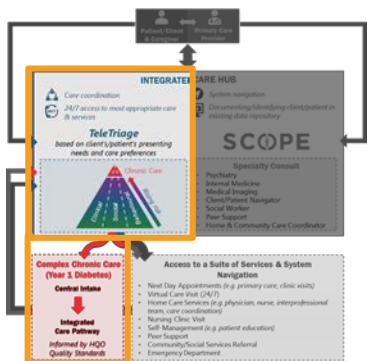 Patient/Client
& Caregiver
Primary Care
Provider
INTEGRATED CARE HUB
Care coordination
24/7 access to most appropriate care
& services
System navigation
Documenting/identifying client/patient in
existing data repository
TeleTriage
based on client's/patient's presenting
needs and care preferences
SCOPE
Chronic Care
Clinical
Social
Rising risk
Specialty Consult
• Psychiatry
• Internal Medicine
• Medical Imaging
• Client/Patient Navigator
• Social Worker
• Peer Support
• Home & Community Care Coordinator
Complex Chronic Care
(Year 1 Diabetes)
Central Intake
Integrated
Care Pathway
Informed by HQO
Quality Standards
Access to a Suite of Services & System
Navigation
• Next Day Appointments (e.g. primary care, clinic visits)
• Virtual Care Visit (24/7)
• Home Care Services (e.g. physician, nurse, interprofessional
team, care coordination)
• Nursing Clinic Visit
• Self-Management (e.g. patient education)
• Peer Support
• Community/Social Services Referral
• Emergency Department